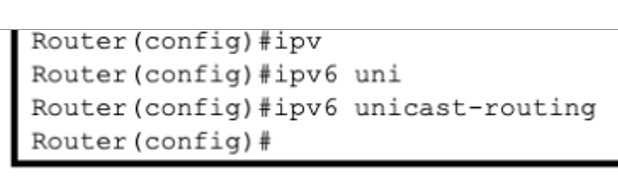 Router(config)#ipv
Router(config)#ipv6 uni
Router(config)#ipv6 unicast-routing
Router(config)#